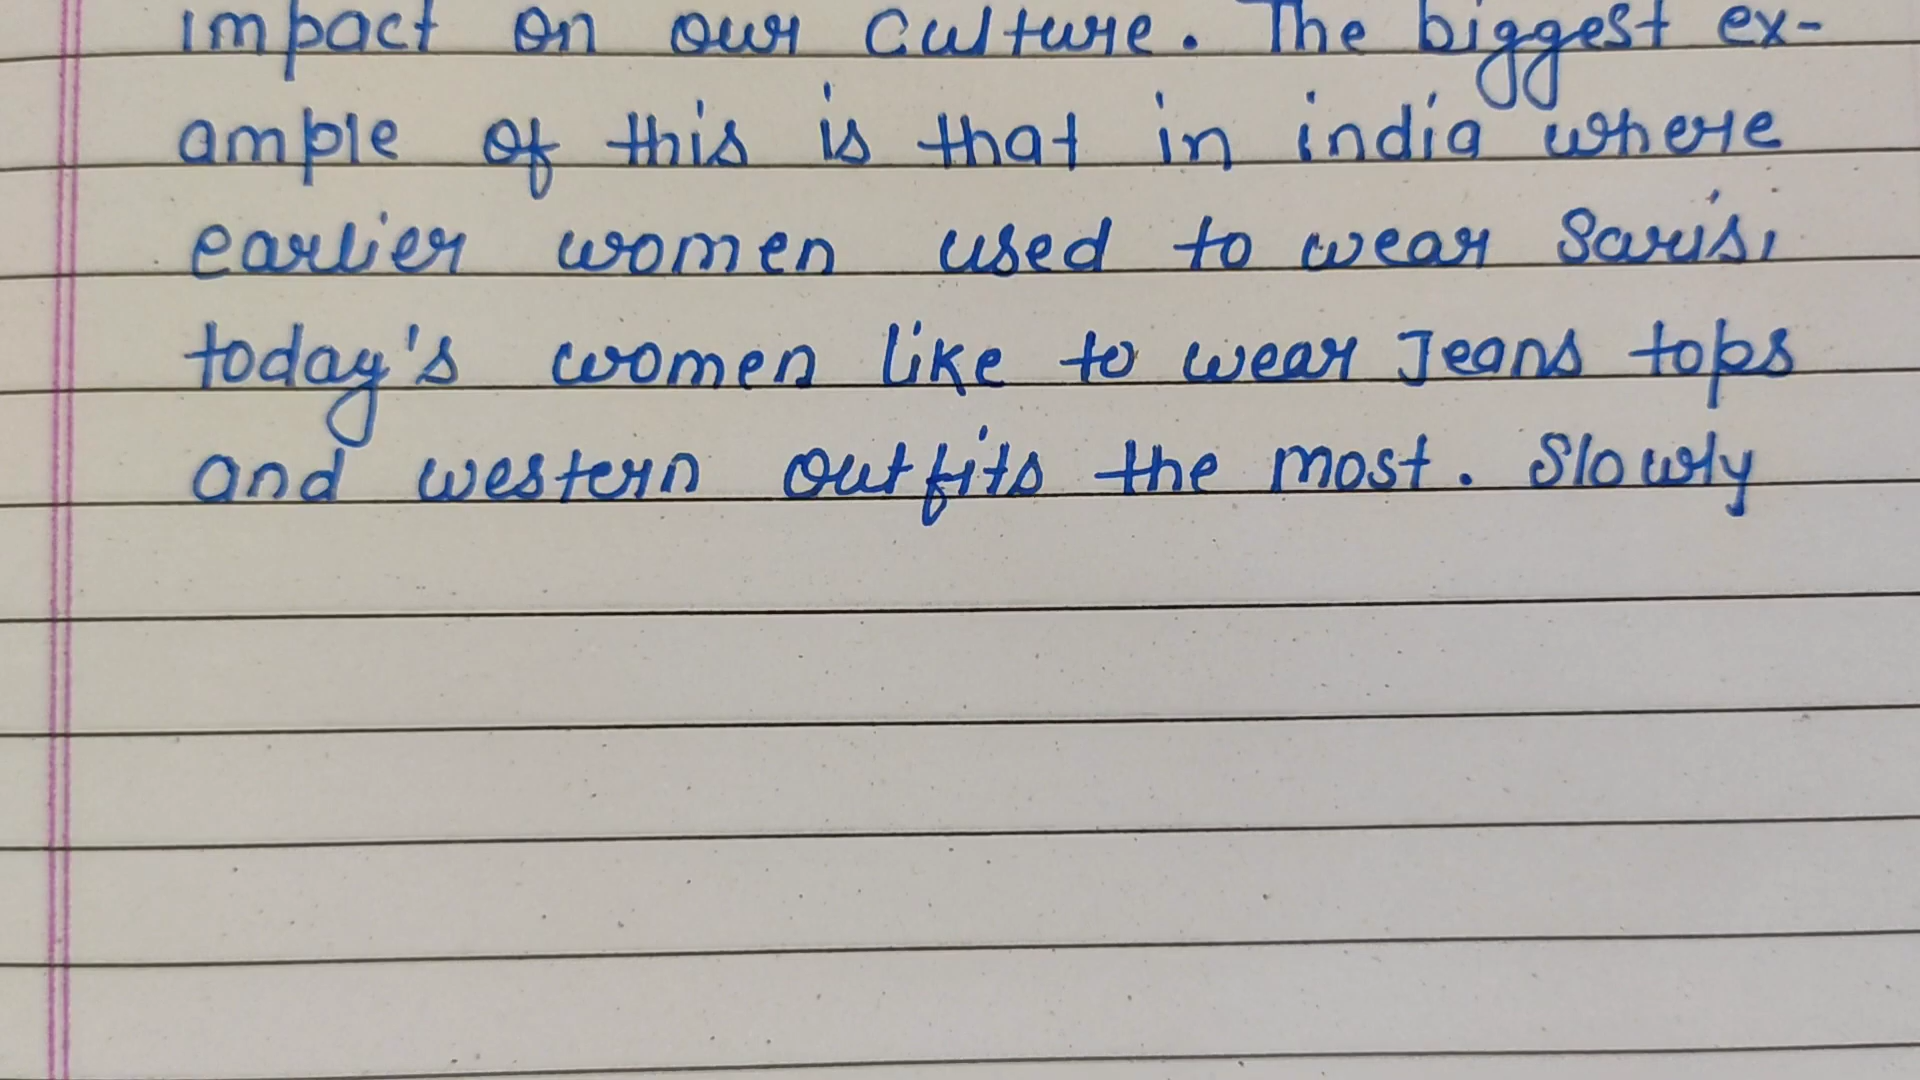 impact on our culture. The biggest ex-
ample of this is that in india where
earlier women used to wear Saris,
today's women like to wear Jeans tops
and western outfits the most. Slowly